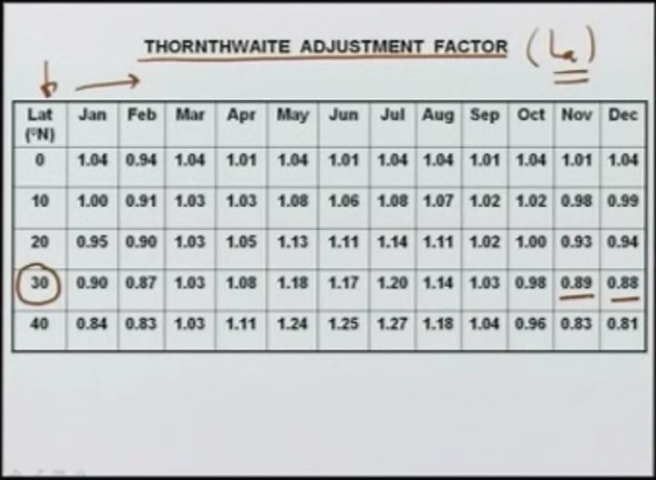 THORNTHWAITE ADJUSTMENT FACTOR (La)
Lat (ºN) Jan Feb Mar Apr May Jun Jul Aug Sep Oct Nov Dec
0 1.04 0.94 1.04 1.01 1.04 1.01 1.04 1.04 1.01 1.04 1.01 1.04
10 1.00 0.91 1.03 1.03 1.08 1.06 1.08 1.07 1.02 1.02 0.98 0.99
20 0.95 0.90 1.03 1.05 1.13 1.11 1.14 1.11 1.02 1.00 0.93 0.94
30 0.90 0.87 1.03 1.08 1.18 1.17 1.20 1.14 1.03 0.98 0.89 0.88
40 0.84 0.83 1.03 1.11 1.24 1.25 1.27 1.18 1.04 0.96 0.83 0.81